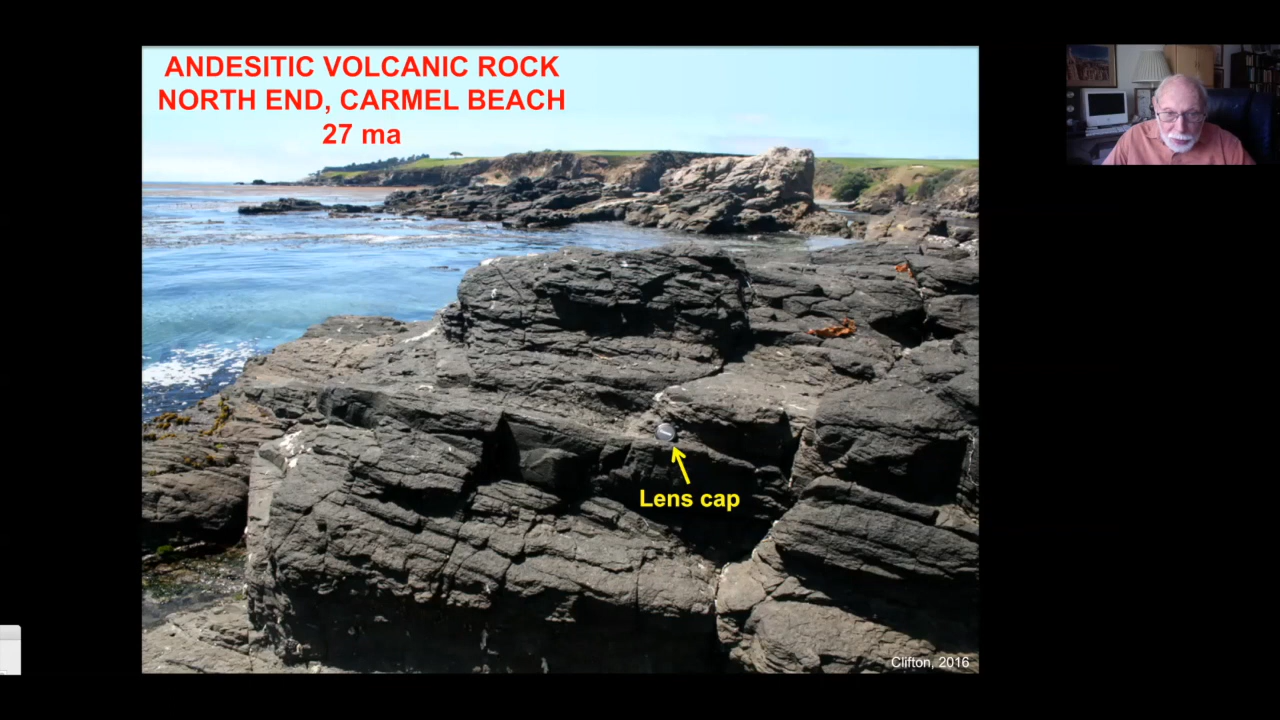 ANDESITIC VOLCANIC ROCK
NORTH END, CARMEL BEACH
27 ma
Lens cap
Clifton, 2016